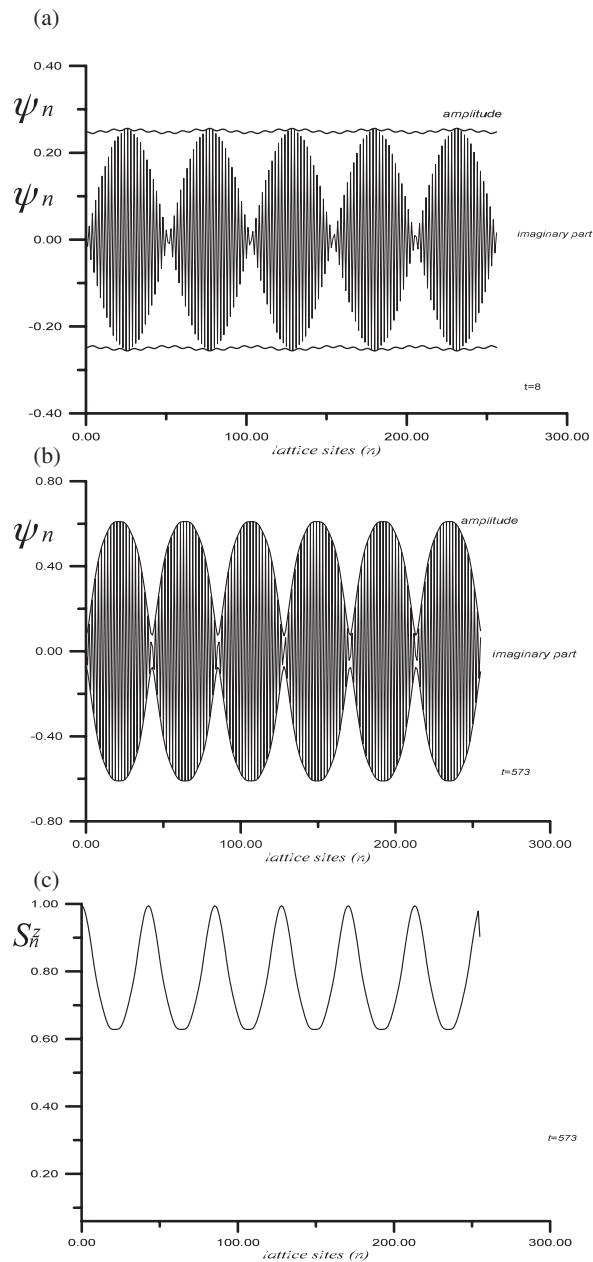 (a)
0.40
ψn
amplitude
0.20
ψn
0.00
imaginary part
-0.20
t=8
-0.40
0.00 100.00 200.00 300.00
lattice sites (n)
(b)
0.80
ψn
amplitude
0.40
0.00
imaginary part
-0.40
t=573
-0.80
0.00 100.00 200.00 300.00
lattice sites (n)
(c)
1.00
S_n^z
0.80
0.60
0.40
t=573
0.20
0.00 100.00 200.00 300.00
lattice sites (n)